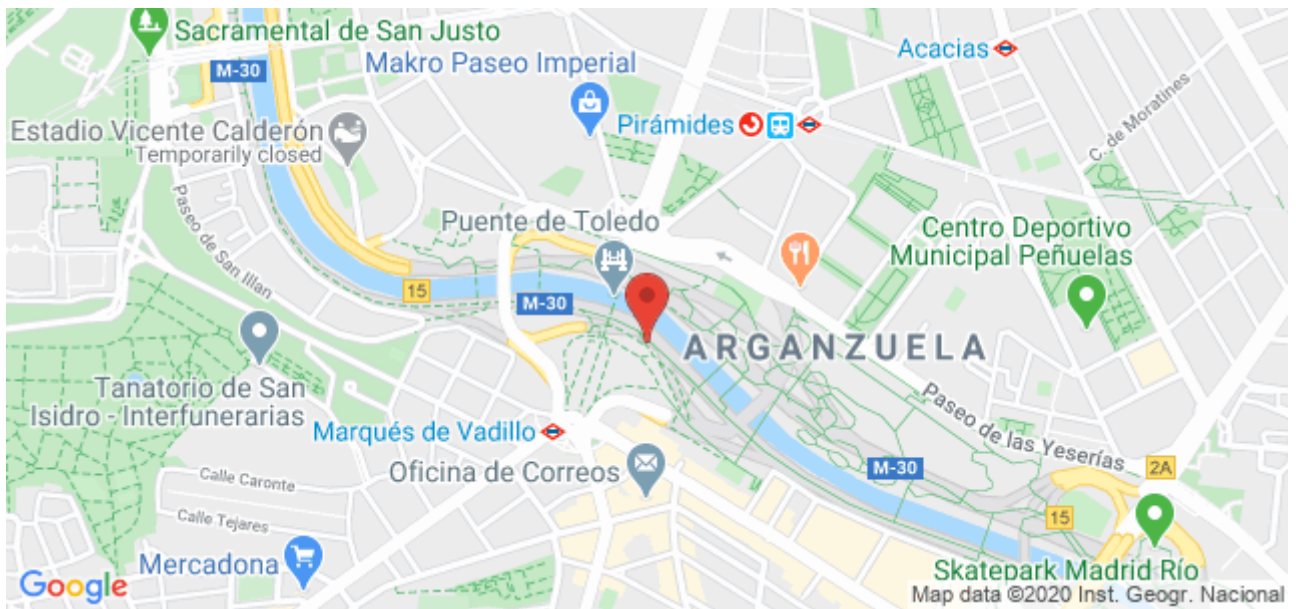 Sacramental de San Justo
M-30
Makro Paseo Imperial
Acacias
Estadio Vicente Calderón
Temporarily closed
Pirámides
C. de Moratines
Paseo de San Illan
Puente de Toledo
Centro Deportivo
Municipal Peñuelas
15
M-30
ARGANZUELA
Tanatorio de San
Isidro - Interfunerarias
Marqués de Vadillo
Paseo de las Yeserías
Oficina de Correos
M-30
2A
Calle Caronte
Calle Tejares
15
Mercadona
Skatepark Madrid Río
Google
Map data ©2020 Inst. Geogr. Nacional